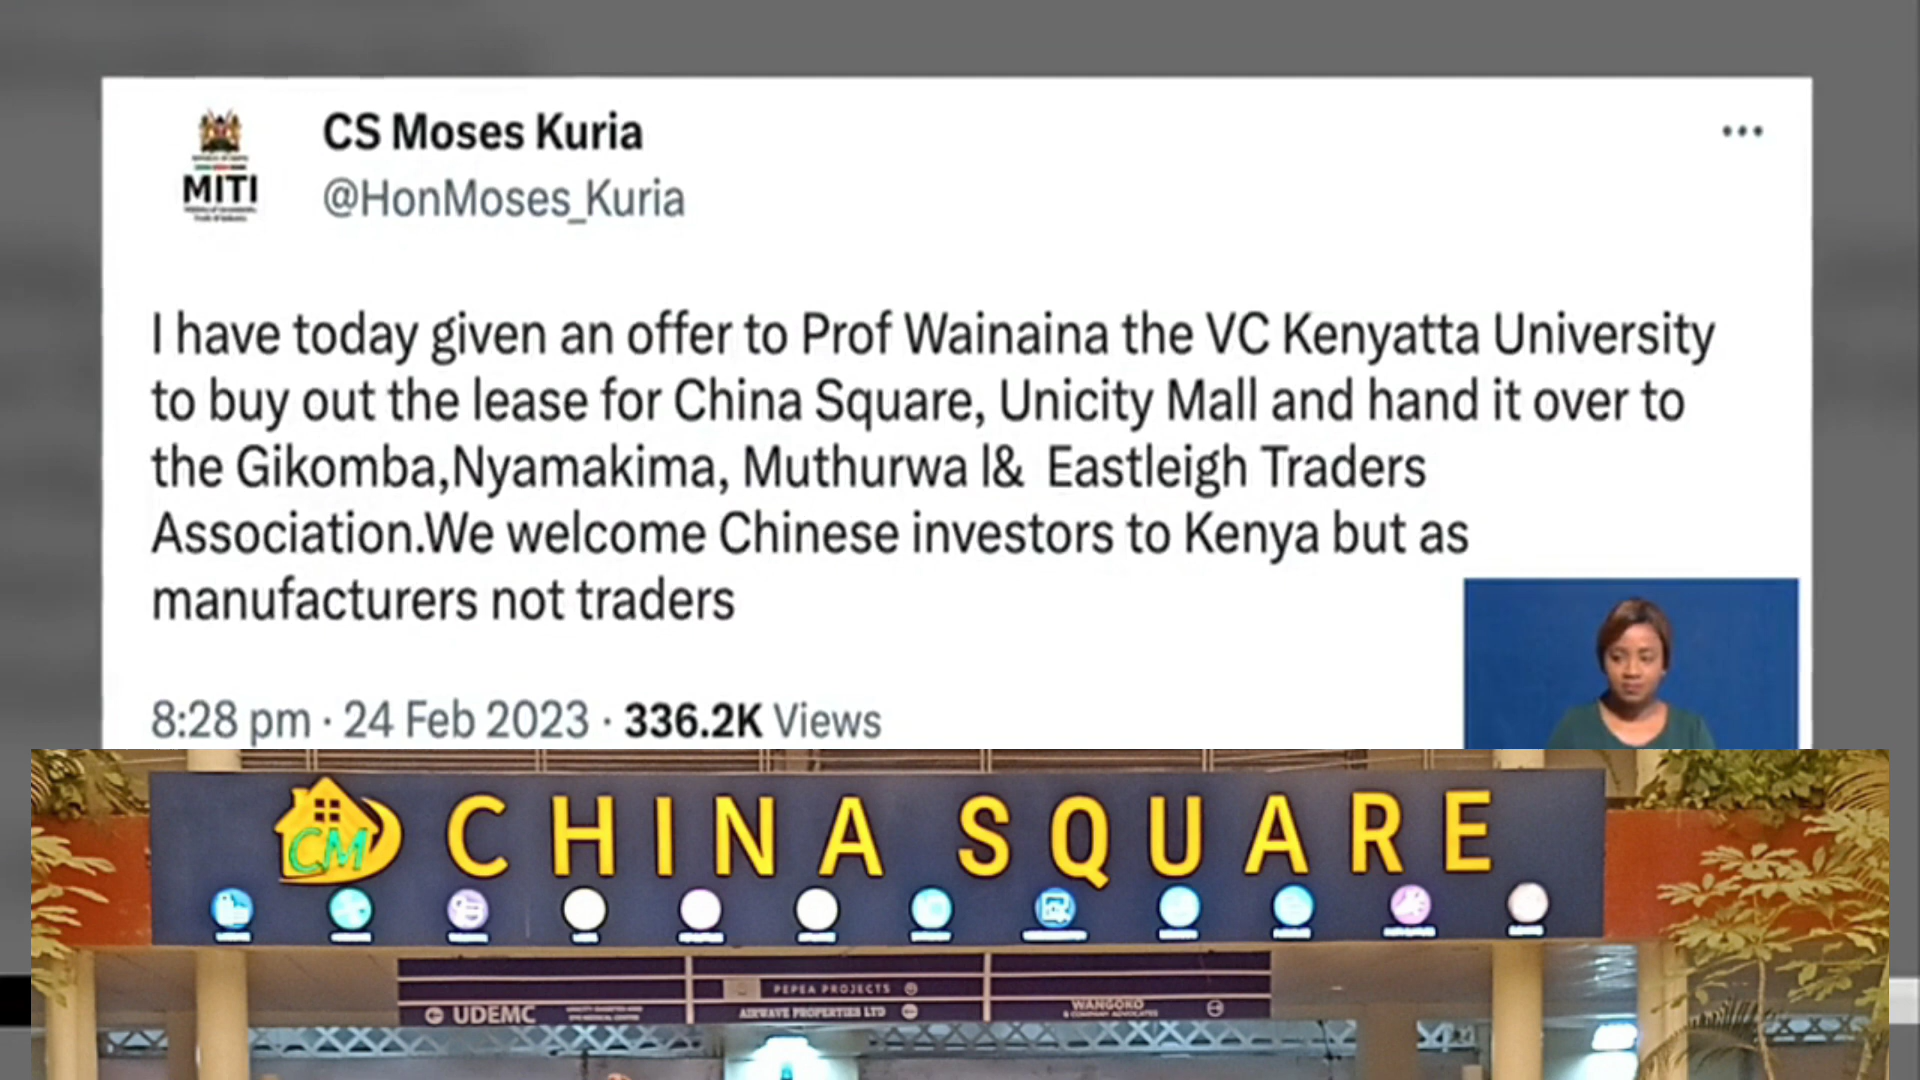 CS Moses Kuria
MITI
@HonMoses_Kuria
I have today given an offer to Prof Wainaina the VC Kenyatta University
to buy out the lease for China Square, Unicity Mall and hand it over to
the Gikomba,Nyamakima, Muthurwa l& Eastleigh Traders
Association.We welcome Chinese investors to Kenya but as
manufacturers not traders
8:28 pm · 24 Feb 2023 · 336.2K Views
CM CHINA SQUARE
PEPEA PROJECTS
UDEMC
AIRWAVE PROPERTIES LTD
WANGOKO
& COMPANY ADVOCATES